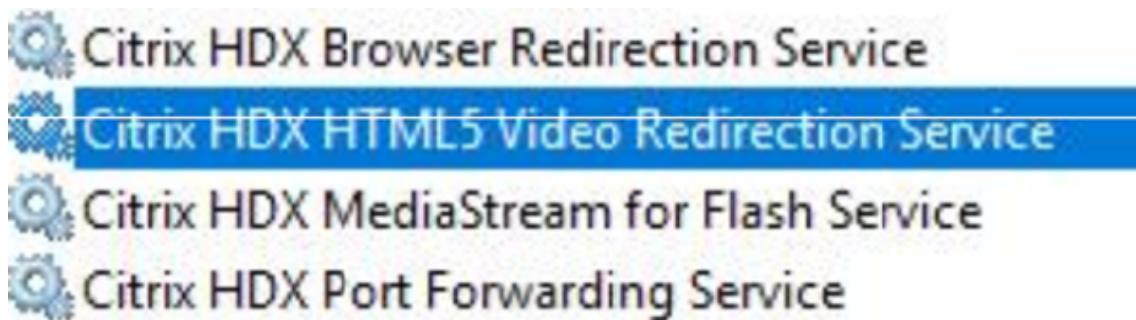 Citrix HDX Browser Redirection Service
Citrix HDX HTML5 Video Redirection Service
Citrix HDX MediaStream for Flash Service
Citrix HDX Port Forwarding Service